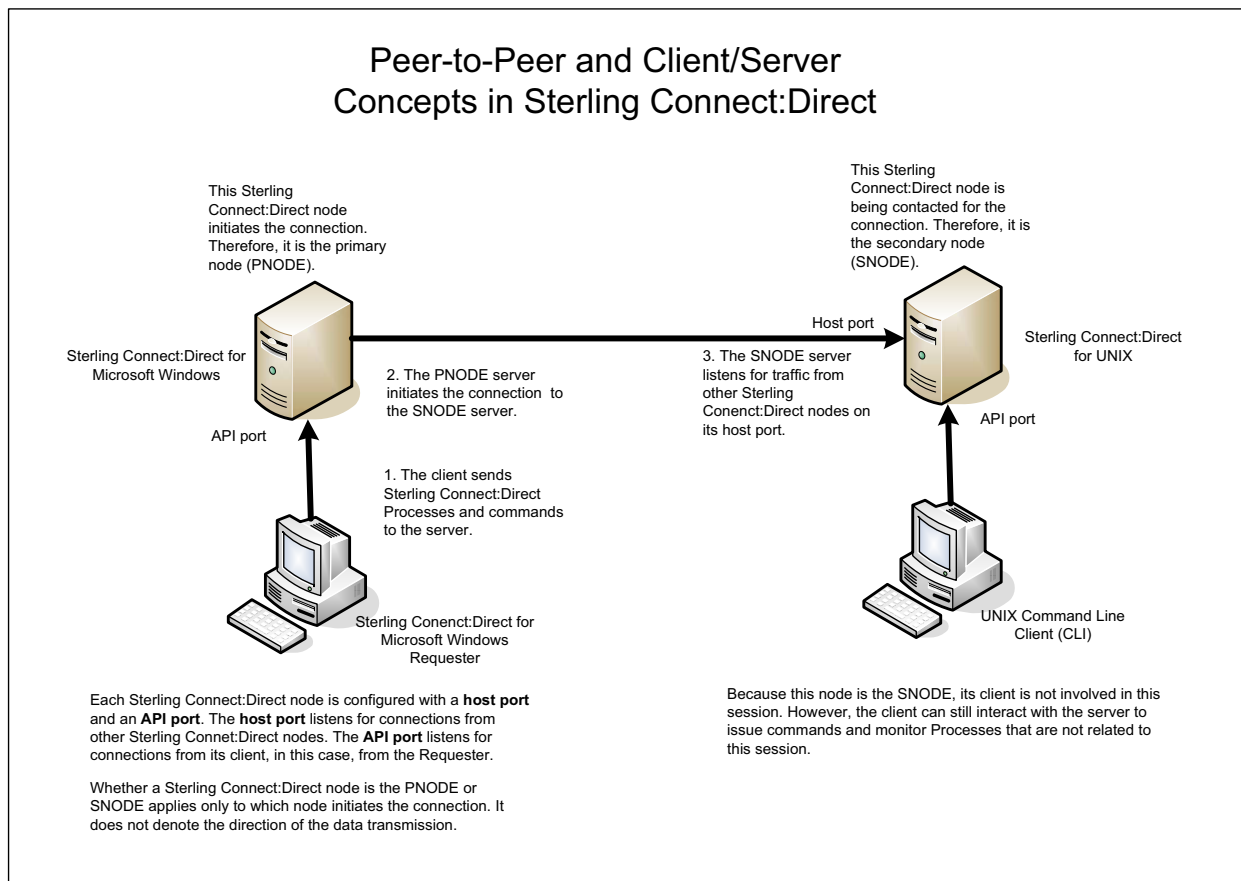 Peer-to-Peer and Client/Server
Concepts in Sterling Connect:Direct
This Sterling
Connect:Direct node
initiates the connection.
Therefore, it is the primary
node (PNODE).
This Sterling
Connect:Direct node is
being contacted for the
connection. Therefore, it is
the secondary node
(SNODE).
Host port
Sterling Connect:Direct for
Microsoft Windows
Sterling Connect:Direct
for UNIX
2. The PNODE server
initiates the connection to
the SNODE server.
3. The SNODE server
listens for traffic from
other Sterling
Conenct:Direct nodes on
its host port.
API port
API port
1. The client sends
Sterling Connect:Direct
Processes and commands
to the server.
Sterling Conenct:Direct for
Microsoft Windows
Requester
UNIX Command Line
Client (CLI)
Each Sterling Connect:Direct node is configured with a host port
and an API port. The host port listens for connections from
other Sterling Connet:Direct nodes. The API port listens for
connections from its client, in this case, from the Requester.
Whether a Sterling Connect:Direct node is the PNODE or
SNODE applies only to which node initiates the connection. It
does not denote the direction of the data transmission.
Because this node is the SNODE, its client is not involved in this
session. However, the client can still interact with the server to
issue commands and monitor Processes that are not related to
this session.